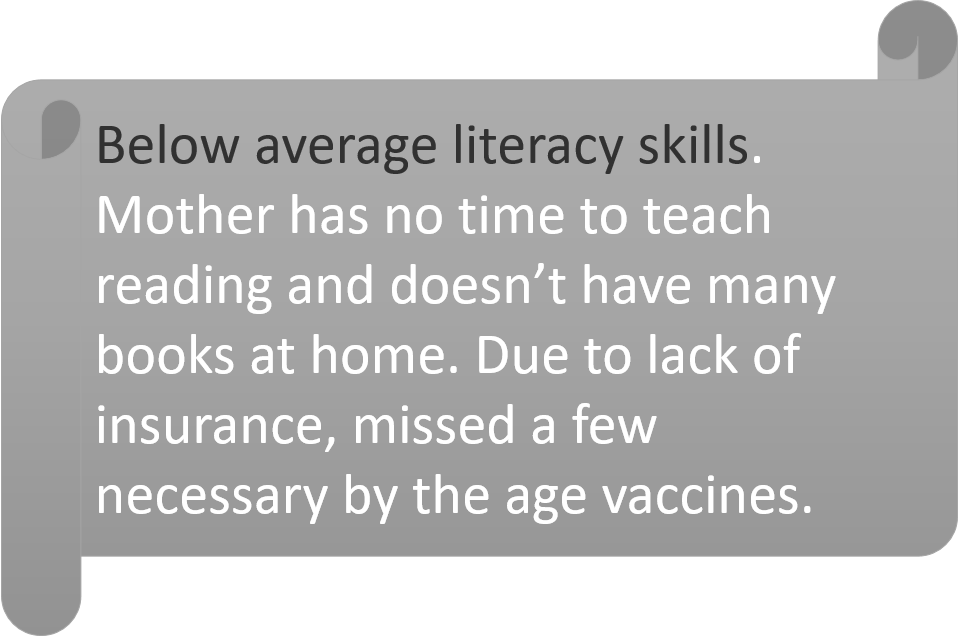 Below average literacy skills.
Mother has no time to teach
reading and doesn’t have many
books at home. Due to lack of
insurance, missed a few
necessary by the age vaccines.